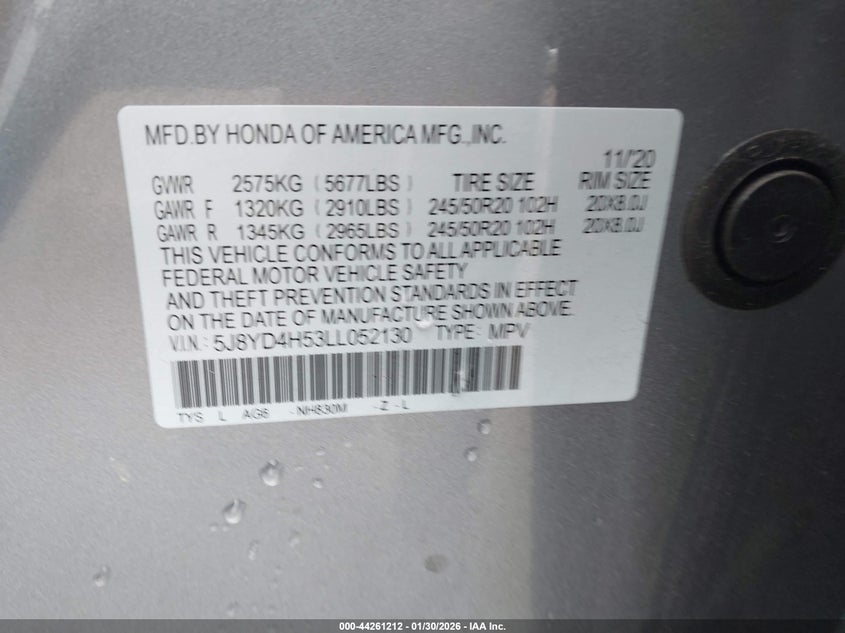 MFD.BY HONDA OF AMERICA MFG.,INC.
11/'20
GVWR 2575KG (5677LBS) TIRE SIZE RIM SIZE
GAWR F 1320KG (2910LBS) 245/50R20 102H 20X8.0J
GAWR R 1345KG (2965LBS) 245/50R20 102H 20X8.0J
THIS VEHICLE CONFORMS TO ALL APPLICABLE
FEDERAL MOTOR VEHICLE SAFETY
AND THEFT PREVENTION STANDARDS IN EFFECT
ON THE DATE OF MANUFACTURE SHOWN ABOVE.
V.I.N.: 5J8YD4H53LL052130 TYPE: MPV
TYS L AG6 -NH830M -Z -L
000-44261212 - 01/30/2026 - IAA Inc.